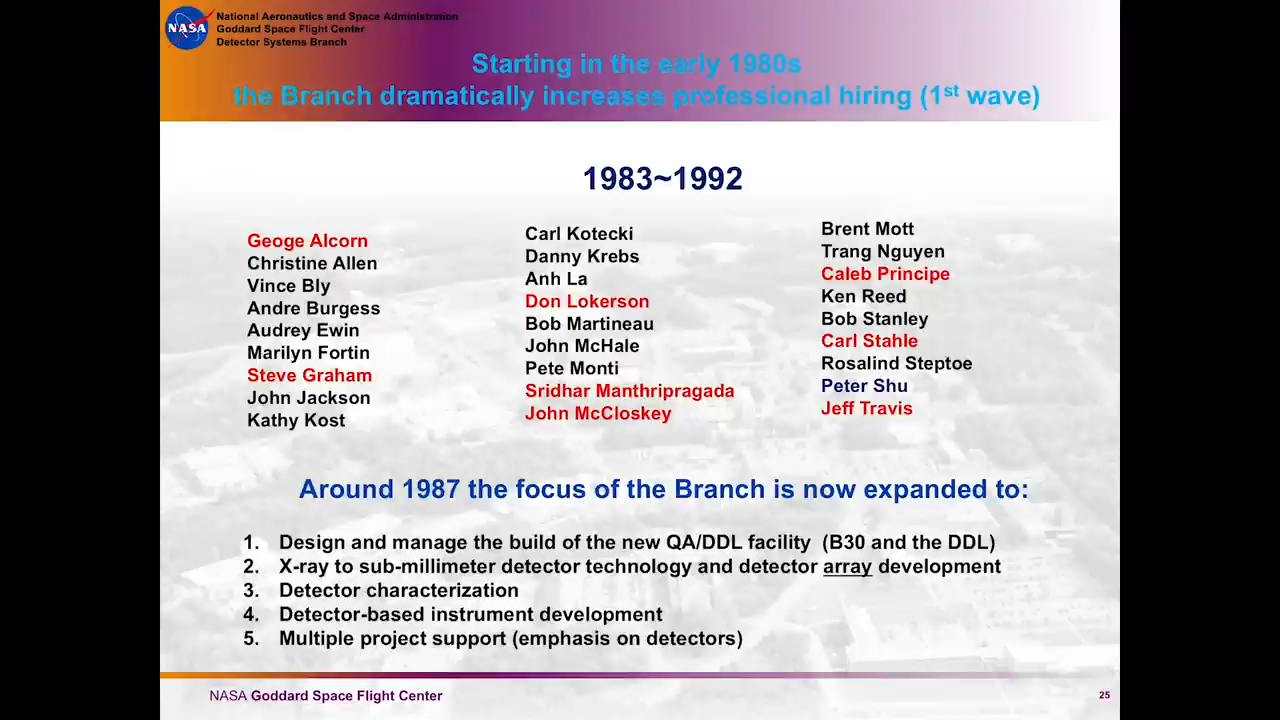 NASA
National Aeronautics and Space Administration
Goddard Space Flight Center
Detector Systems Branch
Starting in the early 1980s
the Branch dramatically increases professional hiring (1st wave)
1983~1992
Geoge Alcorn
Christine Allen
Vince Bly
Andre Burgess
Audrey Ewin
Marilyn Fortin
Steve Graham
John Jackson
Kathy Kost
Carl Kotecki
Danny Krebs
Anh La
Don Lokerson
Bob Martineau
John McHale
Pete Monti
Sridhar Manthripragada
John McCloskey
Brent Mott
Trang Nguyen
Caleb Principe
Ken Reed
Bob Stanley
Carl Stahle
Rosalind Steptoe
Peter Shu
Jeff Travis
Around 1987 the focus of the Branch is now expanded to:
1. Design and manage the build of the new QA/DDL facility (B30 and the DDL)
2. X-ray to sub-millimeter detector technology and detector array development
3. Detector characterization
4. Detector-based instrument development
5. Multiple project support (emphasis on detectors)
NASA Goddard Space Flight Center
25